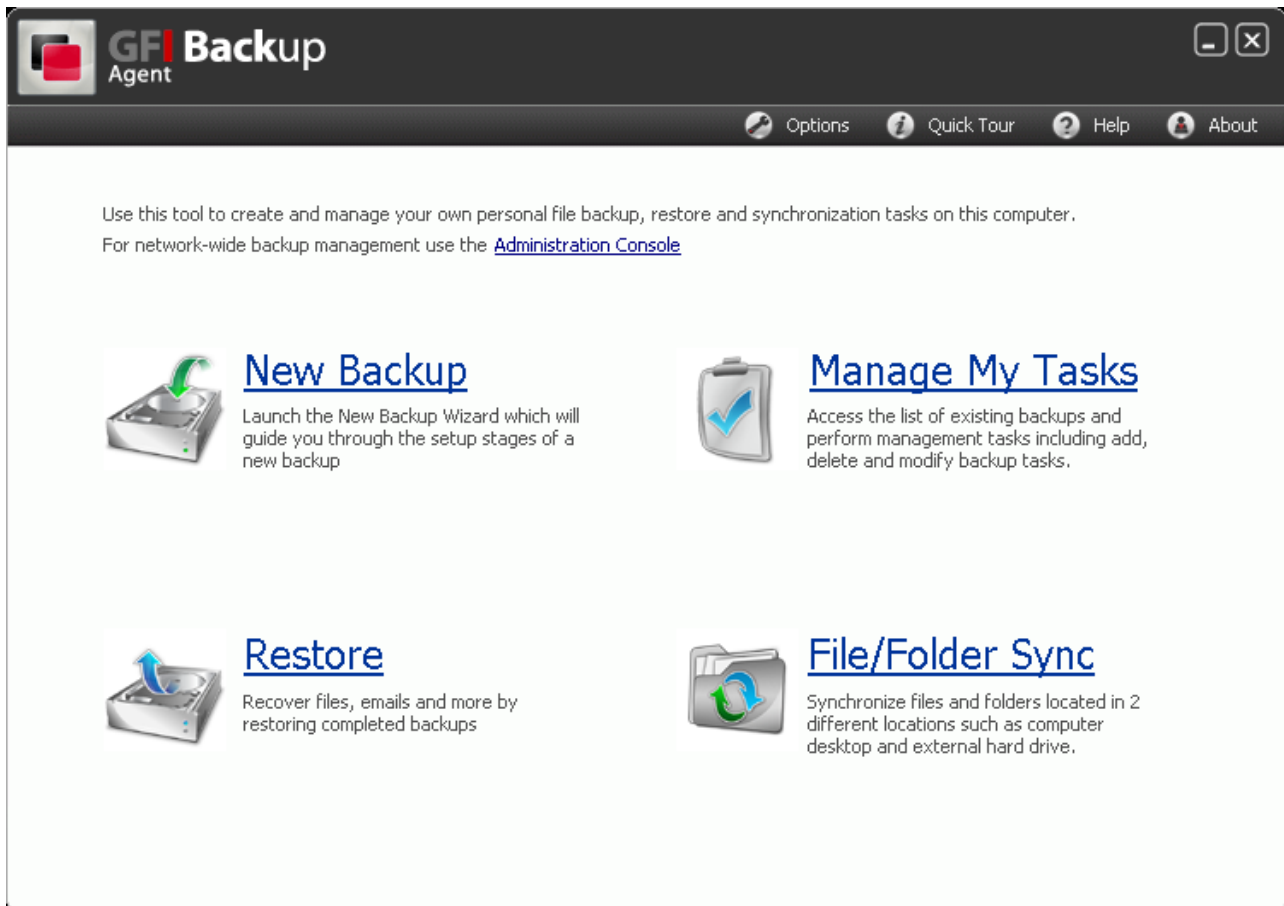 GFI Backup
Agent
Options
Quick Tour
Help
About
Use this tool to create and manage your own personal file backup, restore and synchronization tasks on this computer.
For network-wide backup management use the Administration Console
New Backup
Launch the New Backup Wizard which will
guide you through the setup stages of a
new backup
Manage My Tasks
Access the list of existing backups and
perform management tasks including add,
delete and modify backup tasks.
Restore
Recover files, emails and more by
restoring completed backups
File/Folder Sync
Synchronize files and folders located in 2
different locations such as computer
desktop and external hard drive.